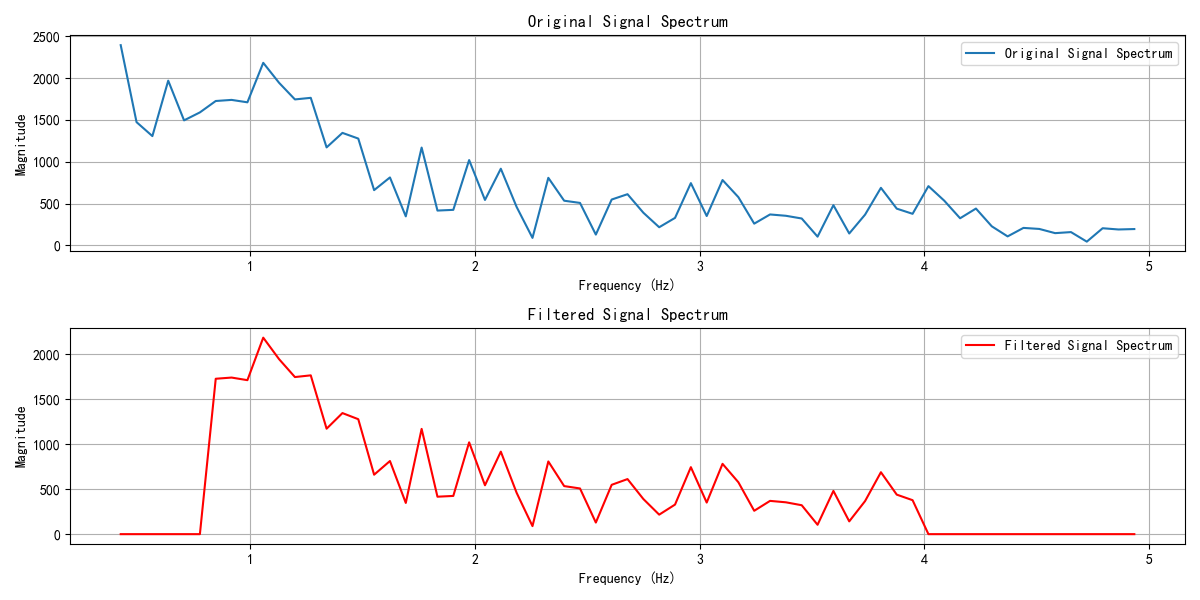 Original Signal Spectrum
2500
2000
1500
1000
500
0
Magnitude
Original Signal Spectrum
1 2 3 4 5
Frequency (Hz)
Filtered Signal Spectrum
2000
1500
1000
500
0
Magnitude
Filtered Signal Spectrum
1 2 3 4 5
Frequency (Hz)